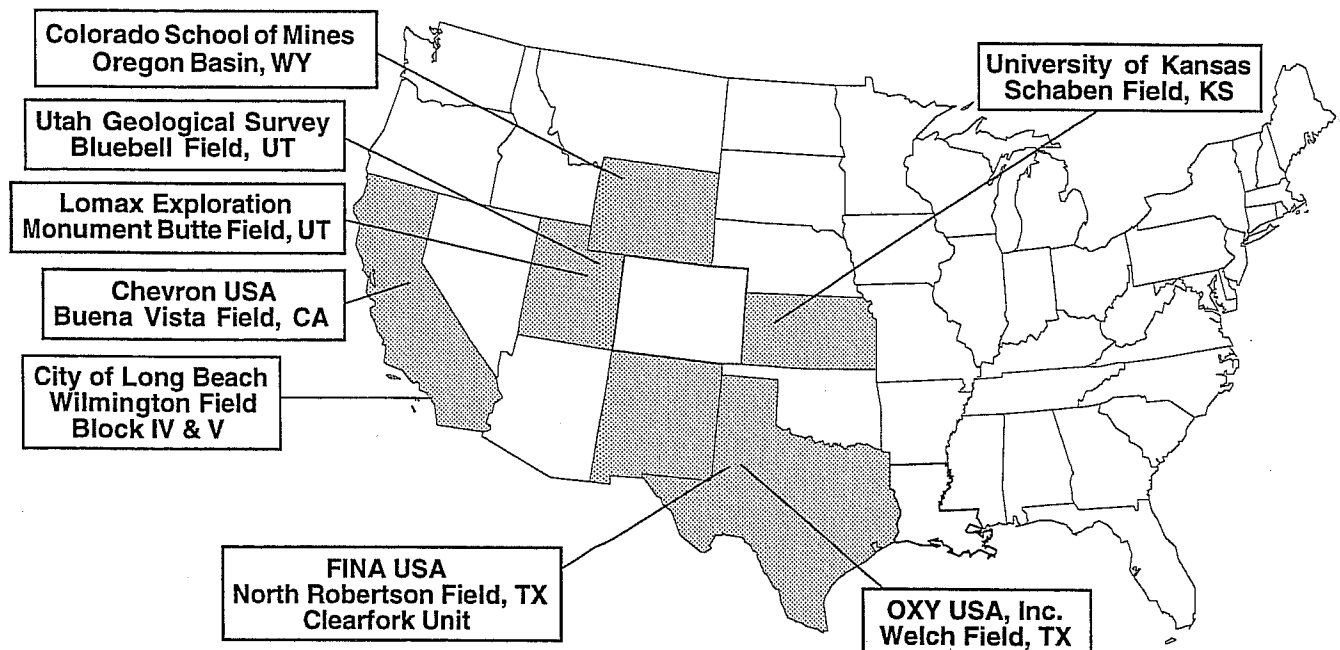 Colorado School of Mines
Oregon Basin, WY
University of Kansas
Schaben Field, KS
Utah Geological Survey
Bluebell Field, UT
Lomax Exploration
Monument Butte Field, UT
Chevron USA
Buena Vista Field, CA
City of Long Beach
Wilmington Field
Block IV & V
FINA USA
North Robertson Field, TX
Clearfork Unit
OXY USA, Inc.
Welch Field, TX